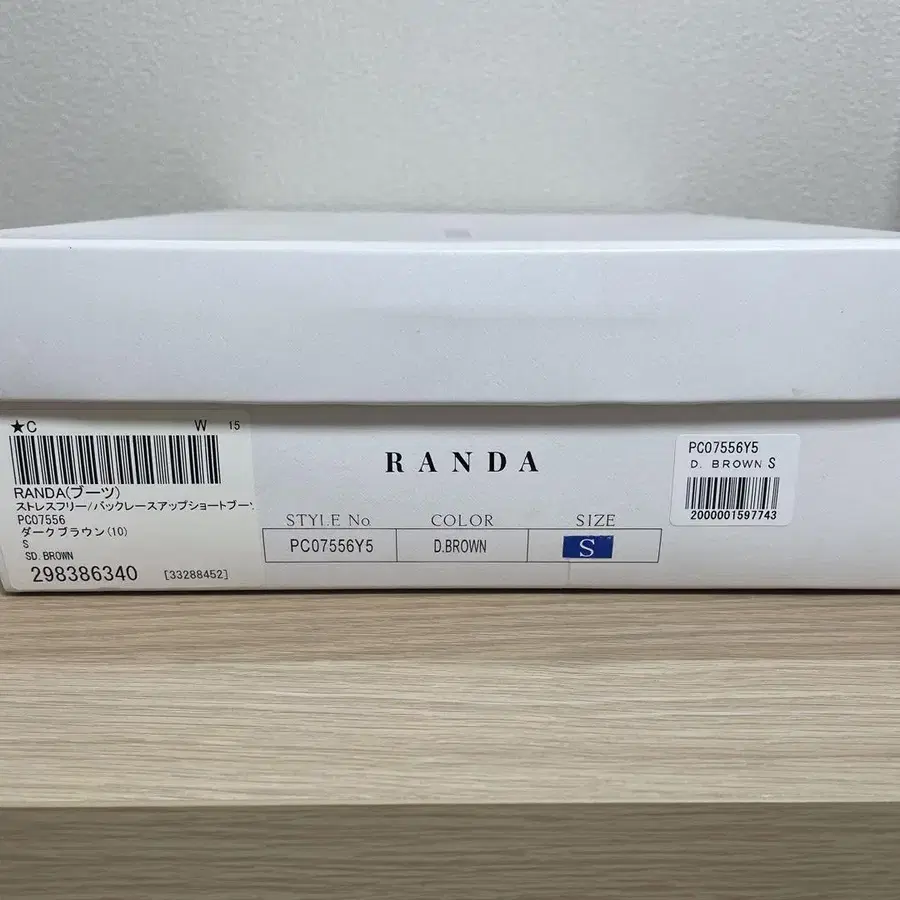 ★C W 15
RANDA(ブーツ)
ストレスフリー/バックレースアップショートブーツ
PC07556
ダークブラウン(10)
S
SD.BROWN
298386340 [33288452]
RANDA
STYLE No COLOR SIZE
PC07556Y5 D.BROWN S
PC07556Y5
D. BROWN S
2000001597743